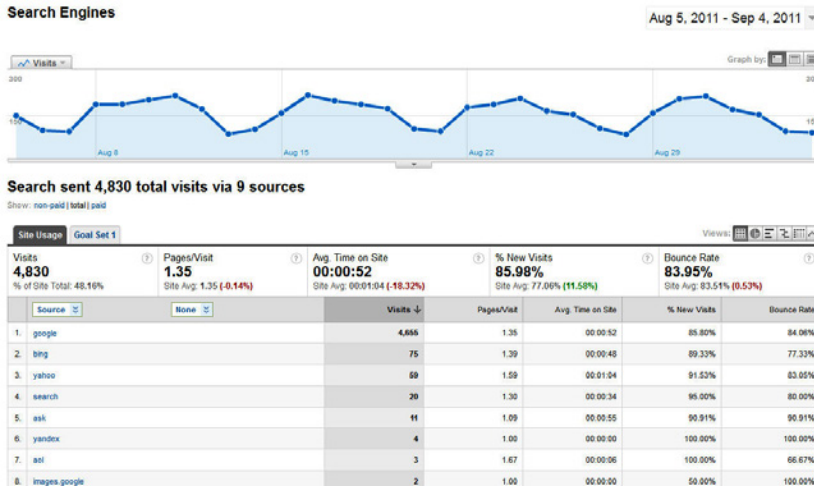 Search Engines
Aug 5, 2011 - Sep 4, 2011
Visits
Graph by:
300
150
Aug 8
Aug 15
Aug 22
Aug 29
Search sent 4,830 total visits via 9 sources
Show: non-paid | total | paid
Site Usage Goal Set 1
Views:
Visits Pages/Visit Avg. Time on Site % New Visits Bounce Rate
4,830 1.35 00:00:52 85.98% 83.95%
% of Site Total: 48.16% Site Avg: 1.35 (-0.14%) Site Avg: 00:01:04 (-18.32%) Site Avg: 77.06% (11.58%) Site Avg: 83.51% (0.53%)
Source None Visits Pages/Visit Avg. Time on Site % New Visits Bounce Rate
1. google 4,655 1.35 00:00:52 85.80% 84.06%
2. bing 75 1.39 00:00:48 89.33% 77.33%
3. yahoo 59 1.59 00:01:04 91.53% 83.05%
4. search 20 1.30 00:00:34 95.00% 80.00%
5. ask 11 1.09 00:00:55 90.91% 90.91%
6. yandex 4 1.00 00:00:00 100.00% 100.00%
7. aol 3 1.67 00:00:06 100.00% 66.67%
8. images.google 2 1.00 00:00:00 50.00% 100.00%